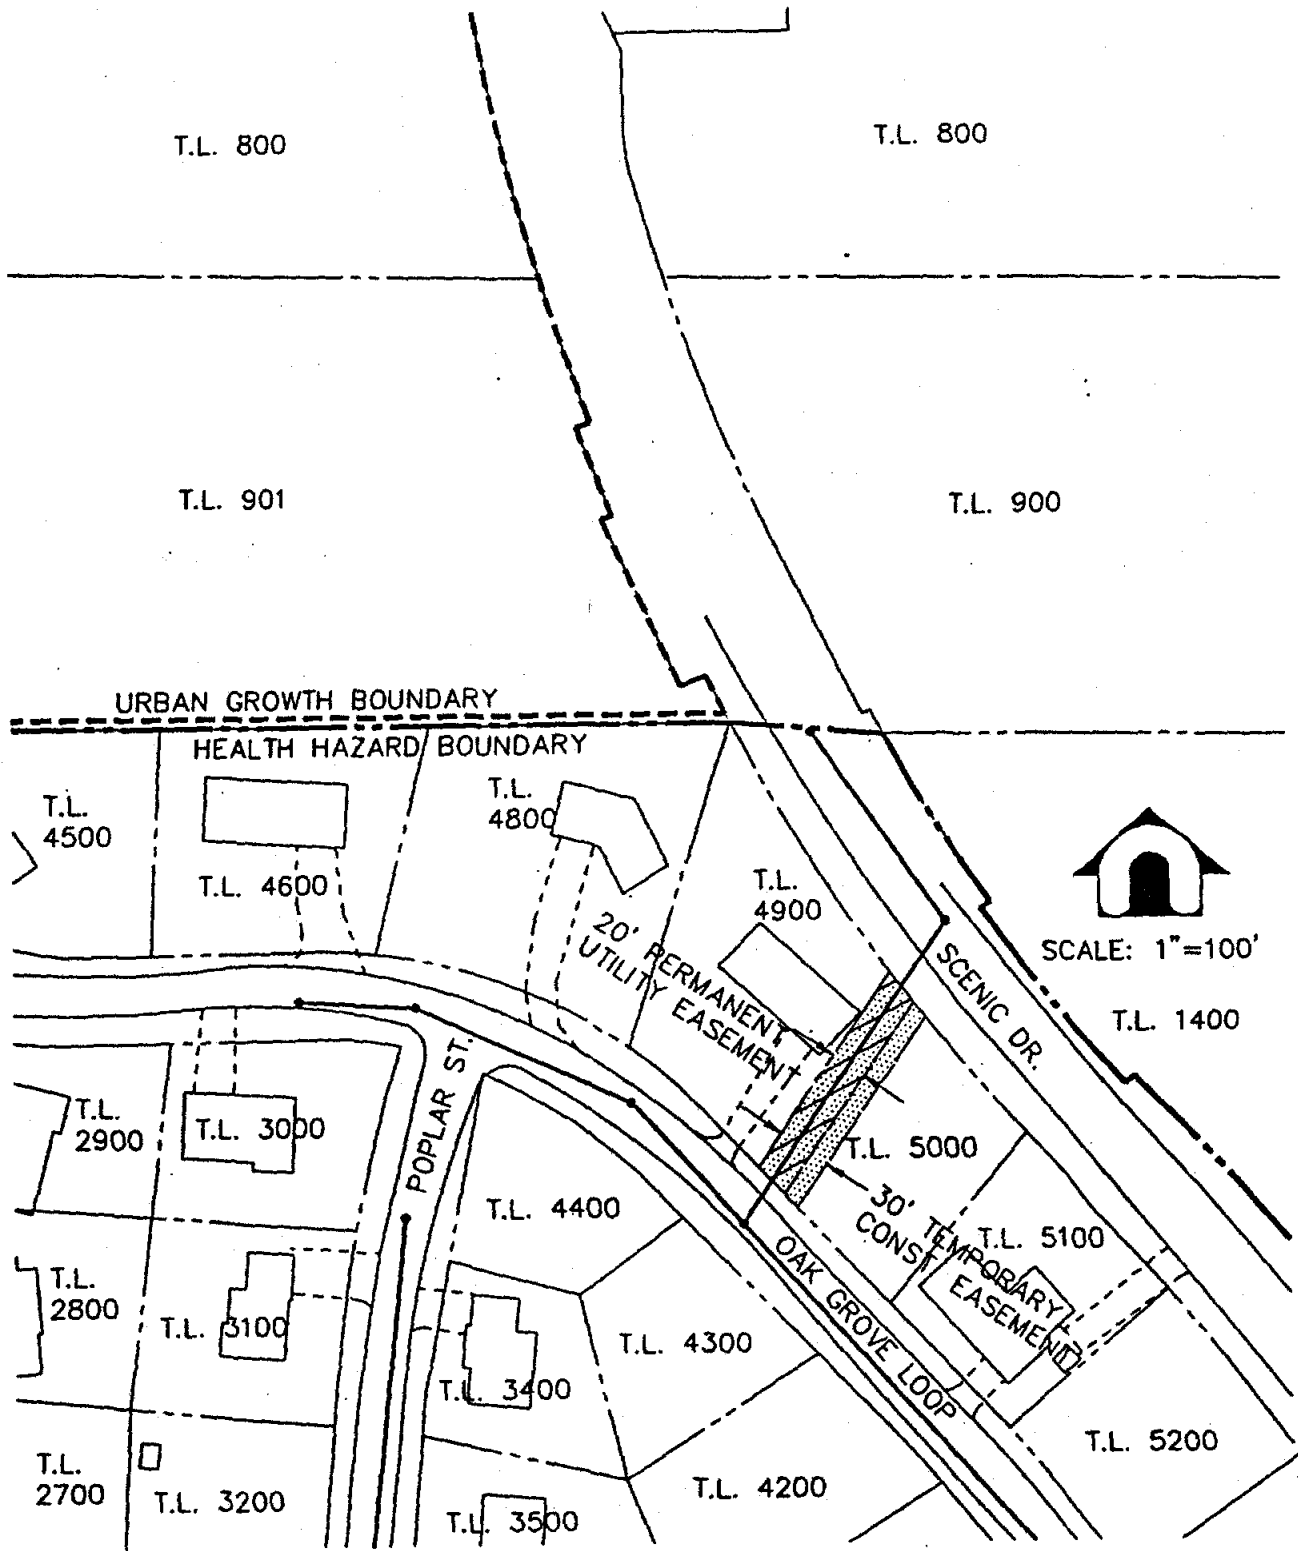 T.L. 800
T.L. 800
T.L. 901
T.L. 900
URBAN GROWTH BOUNDARY
HEALTH HAZARD BOUNDARY
T.L.
4500
T.L. 4600
T.L.
4800
T.L.
4900
20' PERMANENT
UTILITY EASEMENT
SCENIC DR.
SCALE: 1"=100'
T.L. 1400
T.L.
2900
T.L. 3000
POPLAR ST.
T.L. 5000
T.L. 4400
30' TEMPORARY
CONST EASEMENT
T.L. 5100
OAK GROVE LOOP
T.L.
2800
T.L. 3100
T.L. 4300
T.L. 3400
T.L. 5200
T.L.
2700
T.L. 3200
T.L. 4200
T.L. 3500